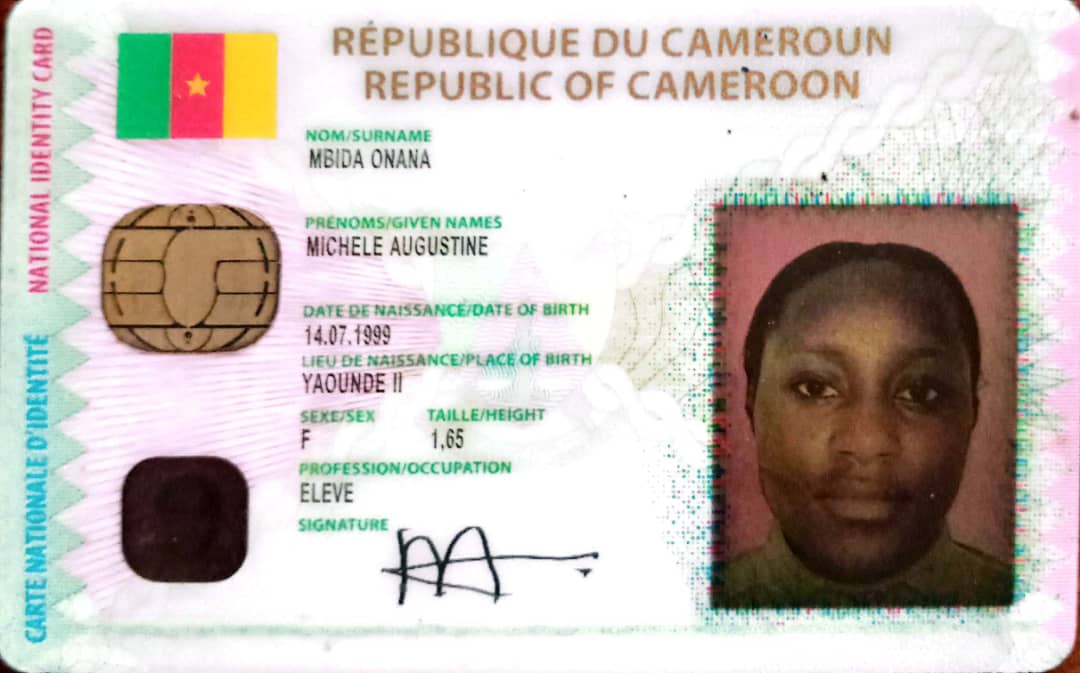 RÉPUBLIQUE DU CAMEROUN
REPUBLIC OF CAMEROON
NATIONAL IDENTITY CARD
CARTE NATIONALE D'IDENTITÉ
NOM/SURNAME
MBIDA ONANA
PRÉNOMS/GIVEN NAMES
MICHELE AUGUSTINE
DATE DE NAISSANCE/DATE OF BIRTH
14.07.1999
LIEU DE NAISSANCE/PLACE OF BIRTH
YAOUNDE II
SEXE/SEX TAILLE/HEIGHT
F 1,65
PROFESSION/OCCUPATION
ELEVE
SIGNATURE